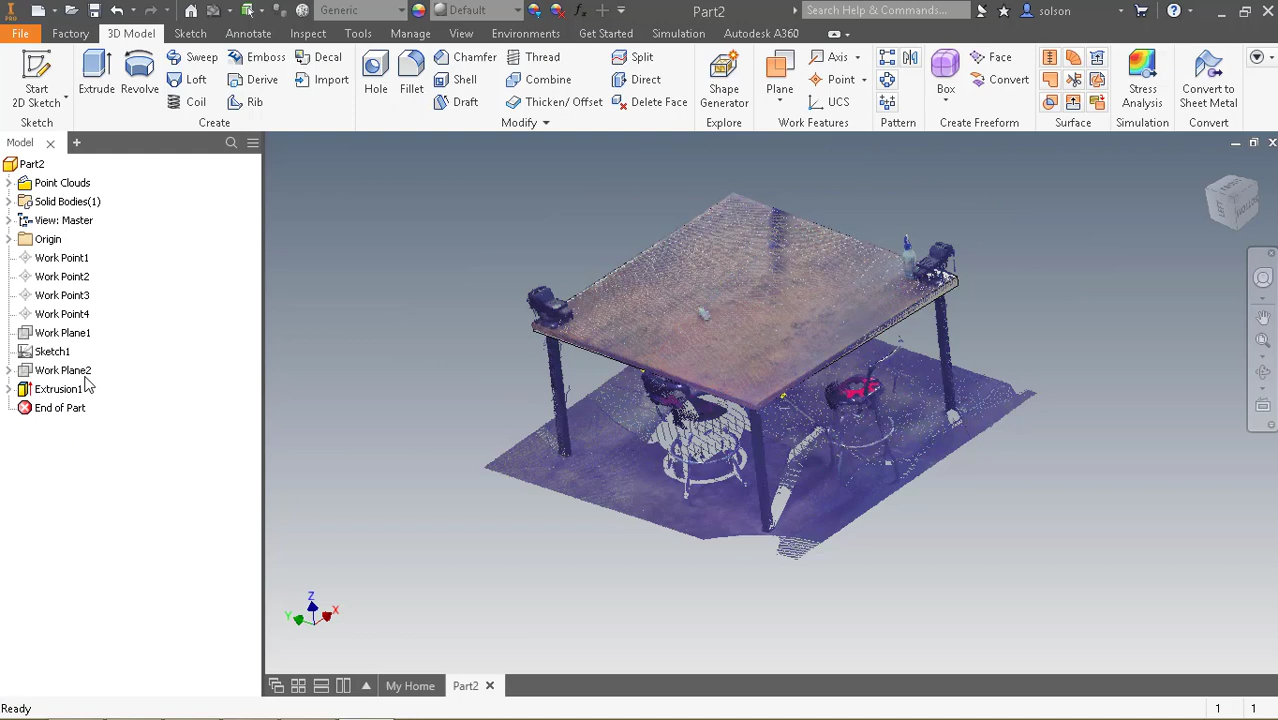 I PRO Generic Default Part2 Search Help & Commands... solson
File Factory 3D Model Sketch Annotate Inspect Tools Manage View Environments Get Started Simulation Autodesk A360
Start 2D Sketch Extrude Revolve Sweep Emboss Decal Hole Fillet Chamfer Thread Split Shape Generator Plane Axis Box Face Stress Analysis Convert to Sheet Metal
Loft Derive Import Shell Combine Direct Point Convert
Coil Rib Draft Thicken/ Offset Delete Face UCS
Sketch Create Modify Explore Work Features Pattern Create Freeform Surface Simulation Convert
Model
Part2
Point Clouds
Solid Bodies(1)
View: Master
Origin
Work Point1
Work Point2
Work Point3
Work Point4
Work Plane1
Sketch1
Work Plane2
Extrusion1
End of Part
Z
Y X
My Home Part2
Ready 1 1